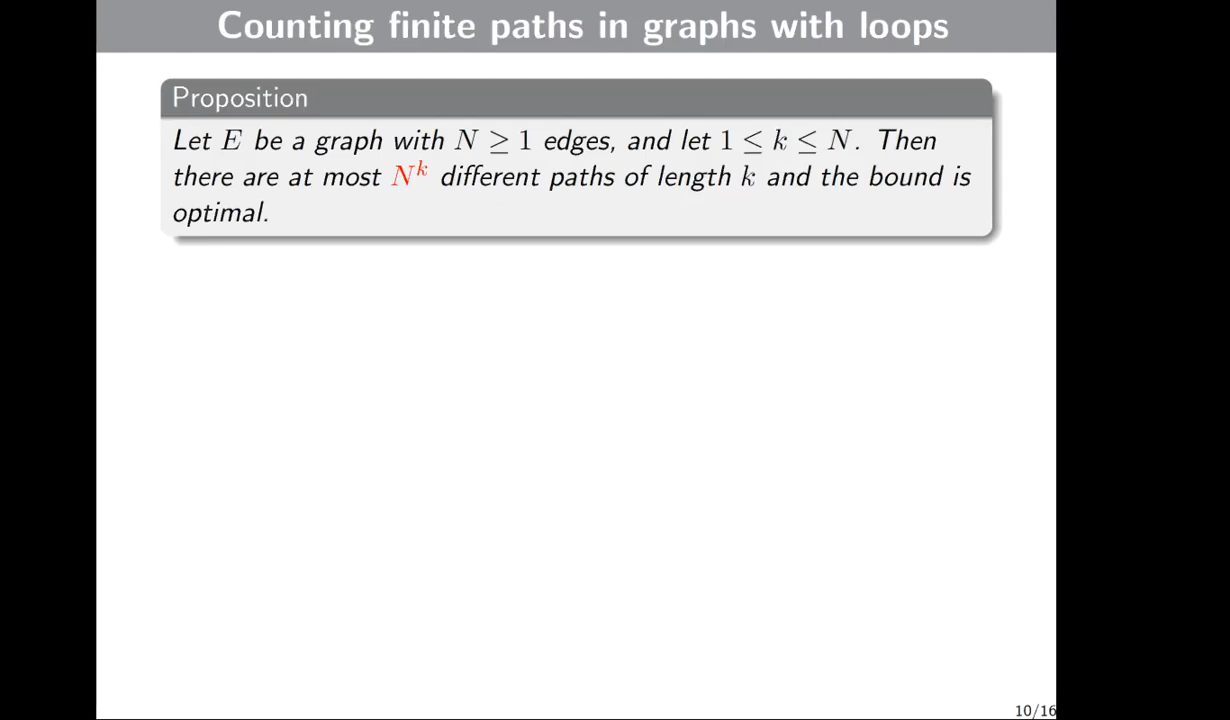 Counting finite paths in graphs with loops
Proposition
Let E be a graph with N ≥ 1 edges, and let 1 ≤ k ≤ N. Then
there are at most N^k different paths of length k and the bound is
optimal.
10/16